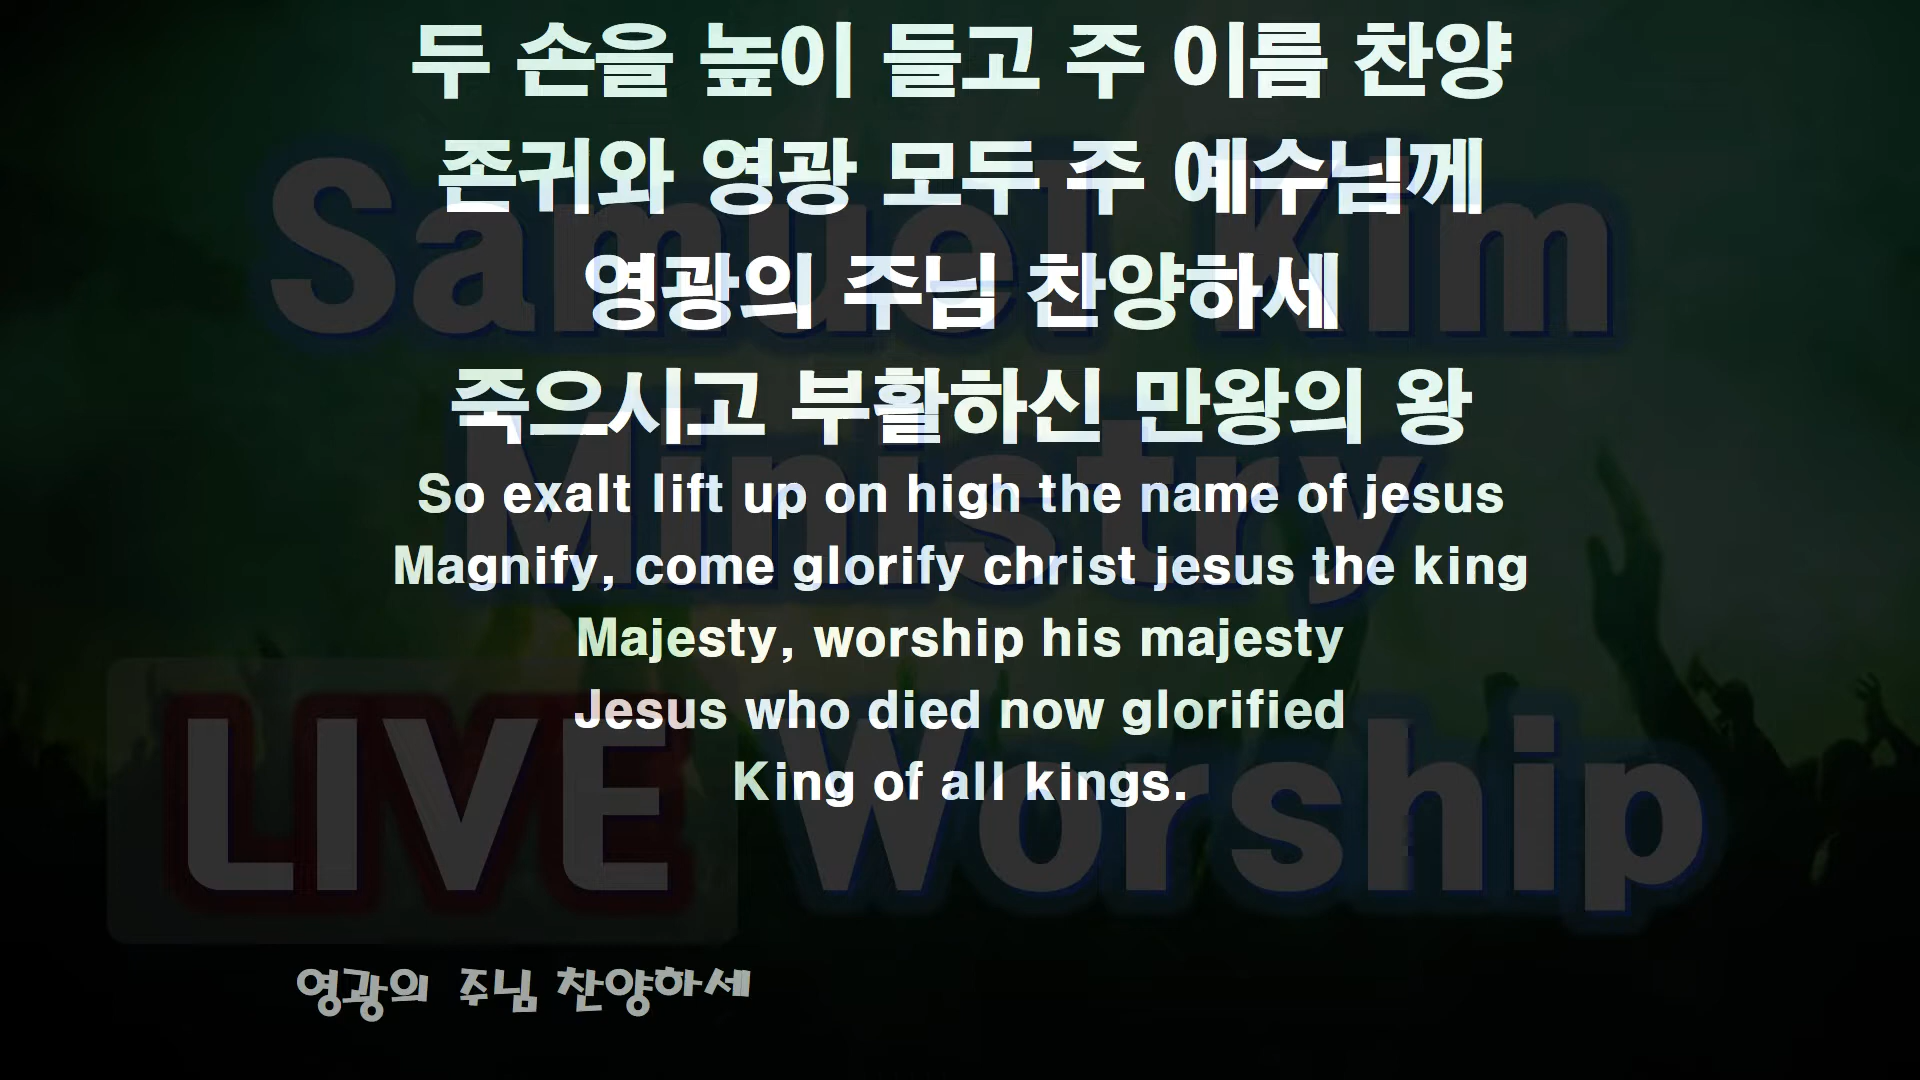 두 손을 높이 들고 주 이름 찬양
존귀와 영광 모두 주 예수님께
영광의 주님 찬양하세
죽으시고 부활하신 만왕의 왕
So exalt lift up on high the name of jesus
Magnify, come glorify christ jesus the king
Majesty, worship his majesty
Jesus who died now glorified
King of all kings.
Samuel Kim
Ministry
LIVE Worship
영광의 주님 찬양하세